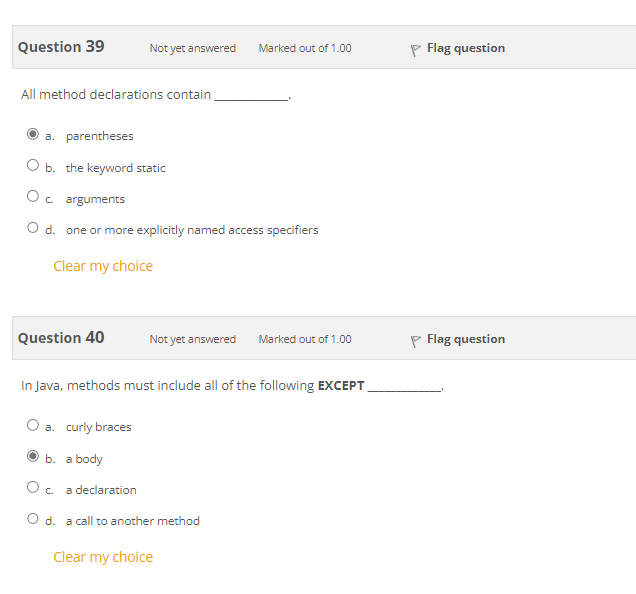 Question 39 Not yet answered Marked out of 1.00 Flag question
All method declarations contain ____________.
a. parentheses
b. the keyword static
c. arguments
d. one or more explicitly named access specifiers
Clear my choice
Question 40 Not yet answered Marked out of 1.00 Flag question
In Java, methods must include all of the following EXCEPT ____________.
a. curly braces
b. a body
c. a declaration
d. a call to another method
Clear my choice